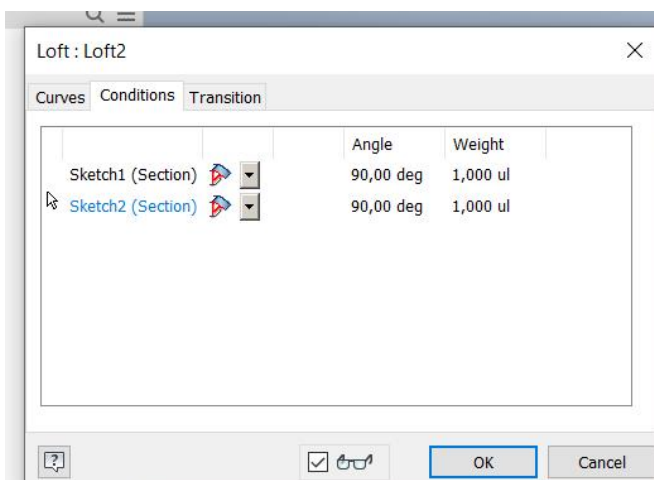 Loft : Loft2
Curves Conditions Transition
Angle Weight
Sketch1 (Section) 90,00 deg 1,000 ul
Sketch2 (Section) 90,00 deg 1,000 ul
? OK Cancel